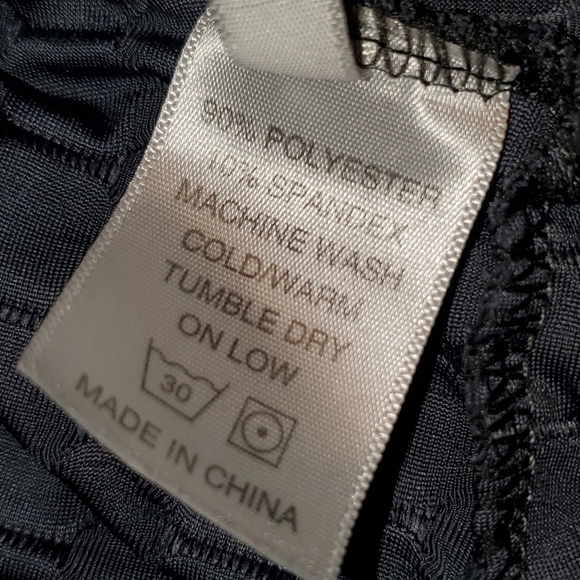 90% POLYESTER
10% SPANDEX
MACHINE WASH
COLD/WARM
TUMBLE DRY
ON LOW
30
MADE IN CHINA